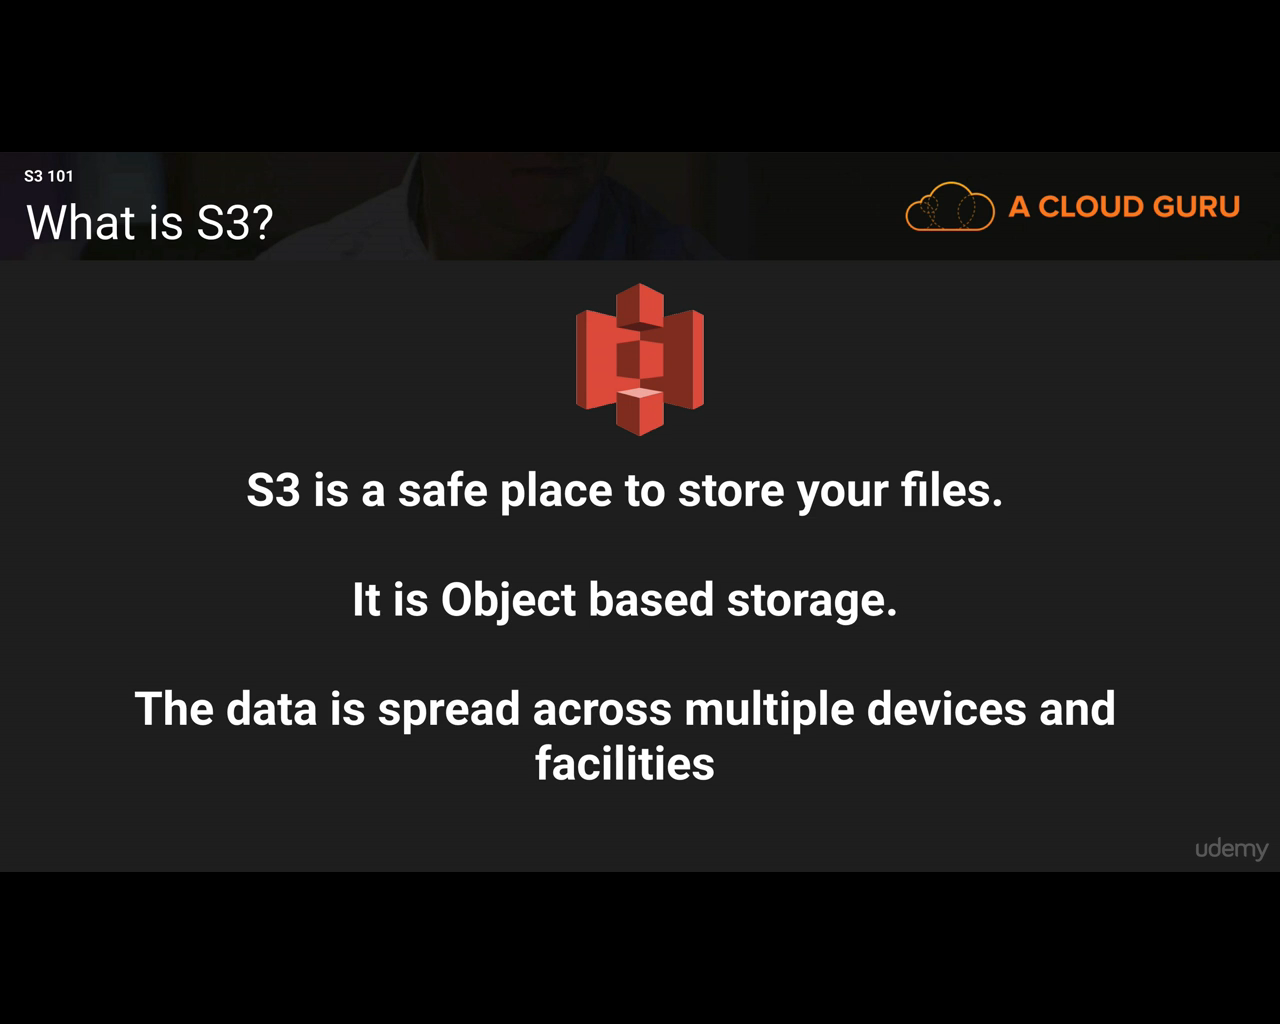 S3 101
What is S3?
A CLOUD GURU
S3 is a safe place to store your files.
It is Object based storage.
The data is spread across multiple devices and
facilities
udemy